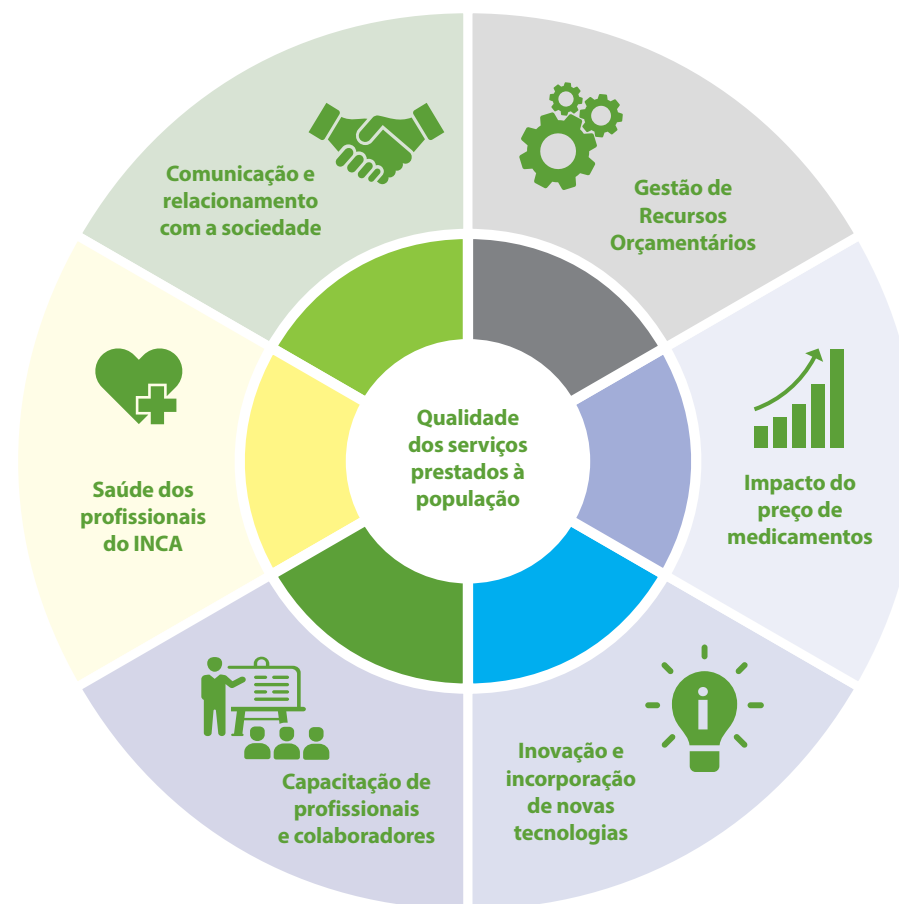 Comunicação e
relacionamento
com a sociedade
Gestão de
Recursos
Orçamentários
Qualidade
dos serviços
prestados à
população
Saúde dos
profissionais
do INCA
Impacto do
preço de
medicamentos
Capacitação de
profissionais
e colaboradores
Inovação e
incorporação
de novas
tecnologias